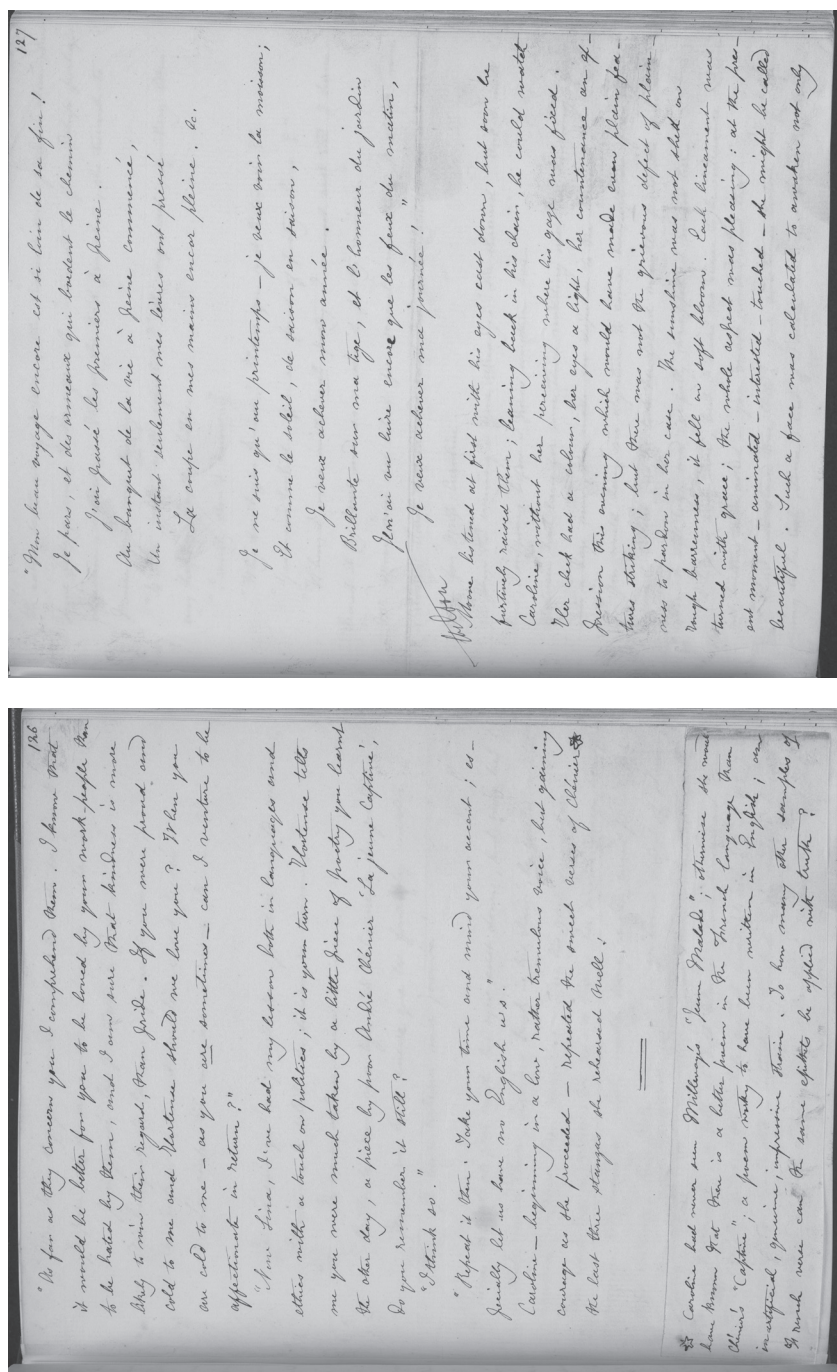 126
"As far as they concern you I comprehend them. I know that
it would be better for you to be loved by your work-people than
to be hated by them, and I am sure that kindness is more
likely to win their regard, than pride. If you were proud and
cold to me and Hortense should we love you? When you
are cold to me – as you are sometimes – can I venture to be
affectionate in return?"
"Now Lina, I've had my lesson both in languages and
ethics with a touch on politics; it is your turn. Hortense tells
me you were much taken by a little piece of poetry you learnt
the other day, a piece by poor André Chénier 'La jeune Captive',
do you remember it still?
"I think so."
"Repeat it then. Take your time and mind your accent; es-
pecially let us have no English u's."
Caroline – beginning in a low, rather tremulous voice, but gaining
courage as she proceeded – repeated the sweet verses of Chénier*
the last three stanzas she rehearsed well:
* Caroline had never seen Millevoye's "Jeune Malade"; otherwise she would
have known that there is a better poem in the French language than
Chénier's "Captive"; a poem worthy to have been written in English; an
inartificial, genuine, impressive strain. To how many other samples of
French verse can the same epithets be applied with truth?
127
"Mon beau voyage encore est si loin de sa fin!
Je pars, et des ormeaux qui bordent le chemin
J'ai passé les premiers à peine.
Au banquet de la vie à peine commencé,
Un instant seulement mes lèvres ont pressé
La coupe en mes mains encor pleine. &c.
Je ne suis qu'au printemps – je veux voir la moisson;
Et comme le soleil, de saison en saison,
Je veux achever mon année.
Brillante sur ma tige, et l'honneur du jardin
Je n'ai vu luire encore que les feux du matin,
Je veux achever ma journée!"
Moore listened at first with his eyes cast down, but soon he
furtively raised them; leaning back in his chair, he could watch
Caroline, without her perceiving where his gaze was fixed.
Her cheek had a colour, her eyes a light, her countenance an ex-
pression this evening which would have made even plain fea-
tures striking; but there was not the grievous defect of plain-
ness to pardon in her case. The sunshine was not shed on
rough barrenness, it fell on soft bloom. Each lineament was
turned with grace; the whole aspect was pleasing: at the pres-
ent moment – animated – interested – touched – she might be called
beautiful. Such a face was calculated to awaken not only